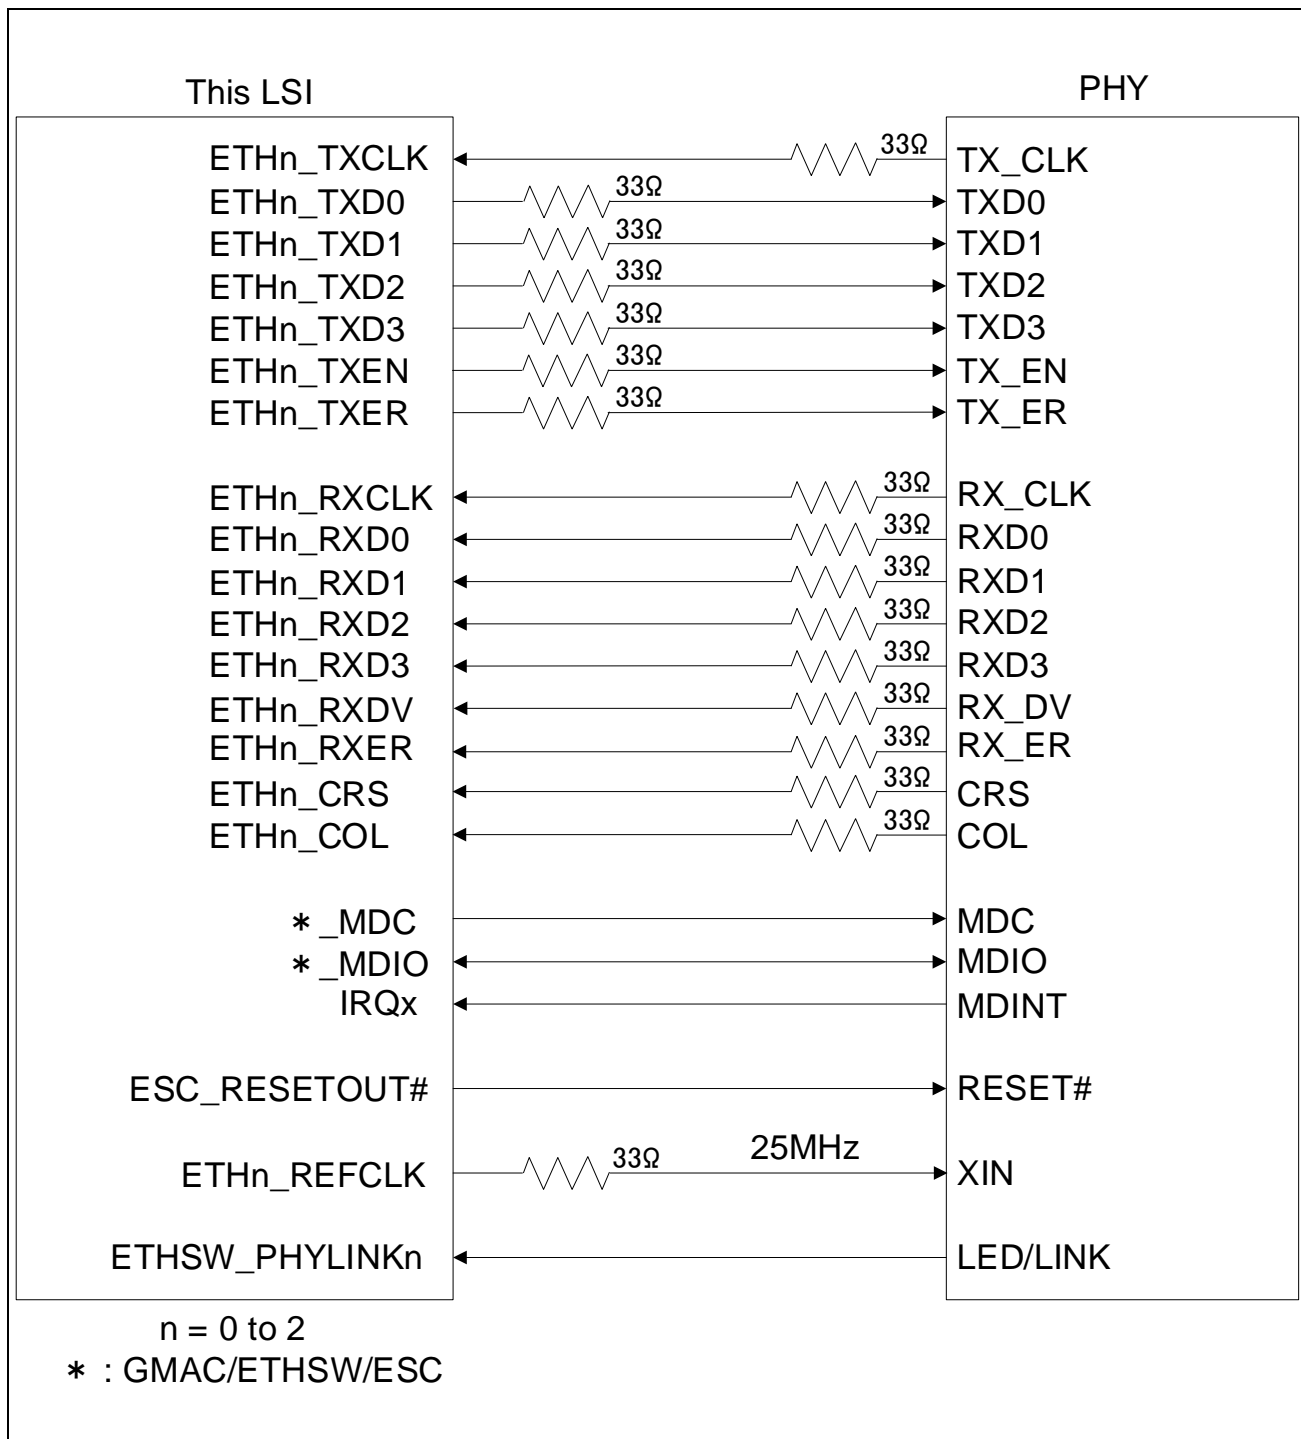 This LSI PHY
ETHn_TXCLK 33Ω TX_CLK
ETHn_TXD0 33Ω TXD0
ETHn_TXD1 33Ω TXD1
ETHn_TXD2 33Ω TXD2
ETHn_TXD3 33Ω TXD3
ETHn_TXEN 33Ω TX_EN
ETHn_TXER 33Ω TX_ER
ETHn_RXCLK 33Ω RX_CLK
ETHn_RXD0 33Ω RXD0
ETHn_RXD1 33Ω RXD1
ETHn_RXD2 33Ω RXD2
ETHn_RXD3 33Ω RXD3
ETHn_RXDV 33Ω RX_DV
ETHn_RXER 33Ω RX_ER
ETHn_CRS 33Ω CRS
ETHn_COL 33Ω COL
*_MDC MDC
*_MDIO MDIO
IRQx MDINT
ESC_RESETOUT# RESET#
ETHn_REFCLK 33Ω 25MHz XIN
ETHSW_PHYLINKn LED/LINK
n = 0 to 2
* : GMAC/ETHSW/ESC